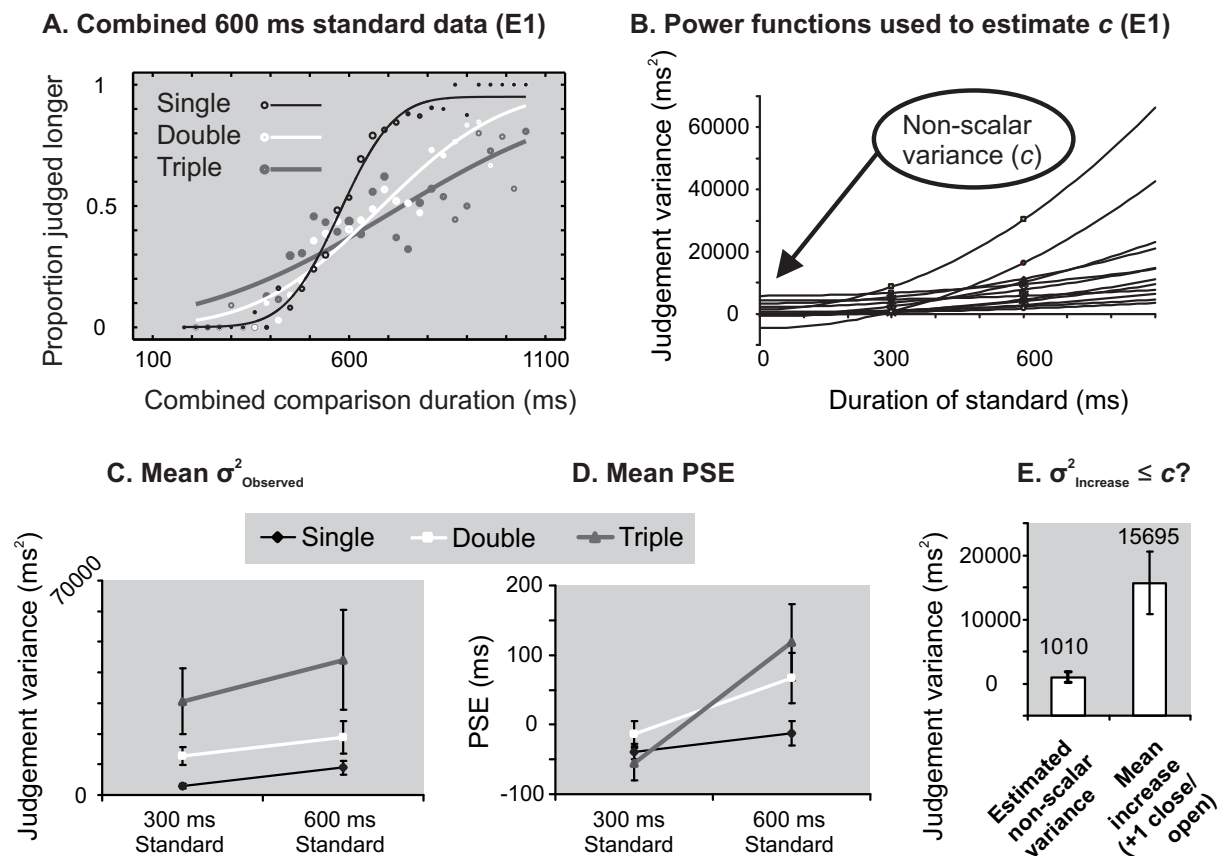 A. Combined 600 ms standard data (E1)
Proportion judged longer
1
0.5
0
Single
Double
Triple
100
600
1100
Combined comparison duration (ms)
B. Power functions used to estimate c (E1)
Judgement variance (ms²)
60000
40000
20000
0
Non-scalar
variance (c)
0
300
600
Duration of standard (ms)
C. Mean σ²Observed
D. Mean PSE
Single
Double
Triple
Judgement variance (ms²)
70000
0
300 ms
Standard
600 ms
Standard
PSE (ms)
200
100
0
-100
300 ms
Standard
600 ms
Standard
E. σ²Increase ≤ c?
Judgement variance (ms²)
20000
10000
0
1010
15695
Estimated
non-scalar
variance
Mean
increase
(+1 close/
open)